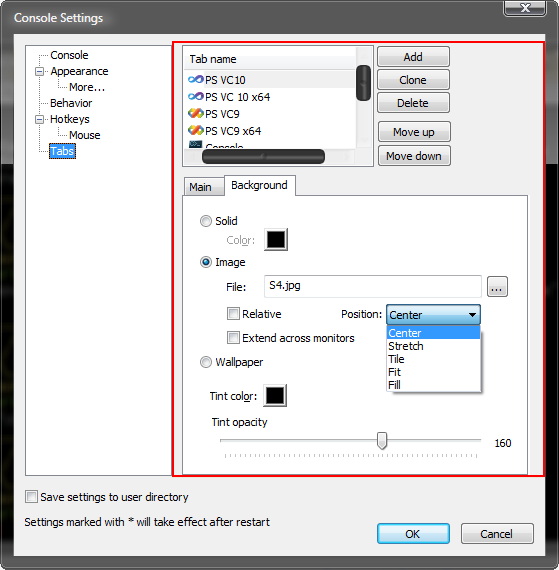 Console Settings
x
Console
Appearance
More...
Behavior
Hotkeys
Mouse
Tabs
Tab name
PS VC10
PS VC 10 x64
PS VC9
PS VC9 x64
Console
Add
Clone
Delete
Move up
Move down
Main
Background
Solid
Color:
Image
File:
S4.jpg
...
Relative
Position:
Center
Center
Stretch
Tile
Fit
Fill
Extend across monitors
Wallpaper
Tint color:
Tint opacity
160
Save settings to user directory
Settings marked with * will take effect after restart
OK
Cancel